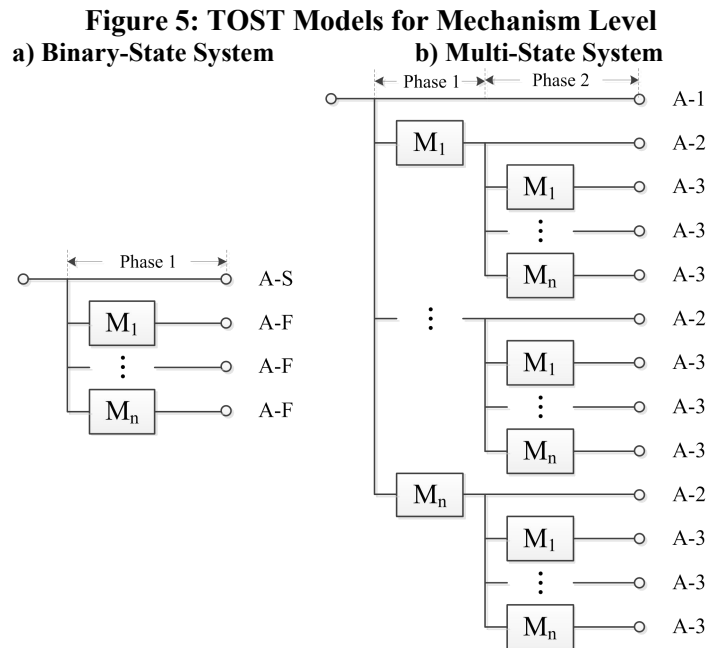 Figure 5: TOST Models for Mechanism Level
a) Binary-State System
b) Multi-State System
Phase 1
A-S
M1
A-F
⋮
A-F
Mn
A-F
Phase 1
Phase 2
A-1
M1
A-2
M1
A-3
⋮
A-3
Mn
A-3
⋮
A-2
M1
A-3
⋮
A-3
Mn
A-3
Mn
A-2
M1
A-3
⋮
A-3
Mn
A-3